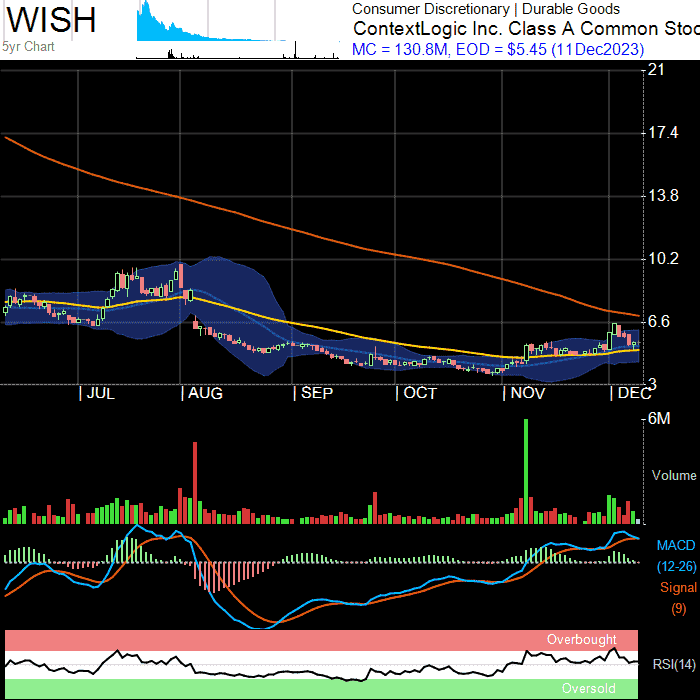 WISH
Consumer Discretionary | Durable Goods
ContextLogic Inc. Class A Common Stoc
5yr Chart
MC = 130.8M, EOD = $5.45 (11Dec2023)
21
17.4
13.8
10.2
6.6
3
JUL
AUG
SEP
OCT
NOV
DEC
6M
Volume
MACD
(12-26)
Signal
(9)
Overbought
RSI(14)
Oversold